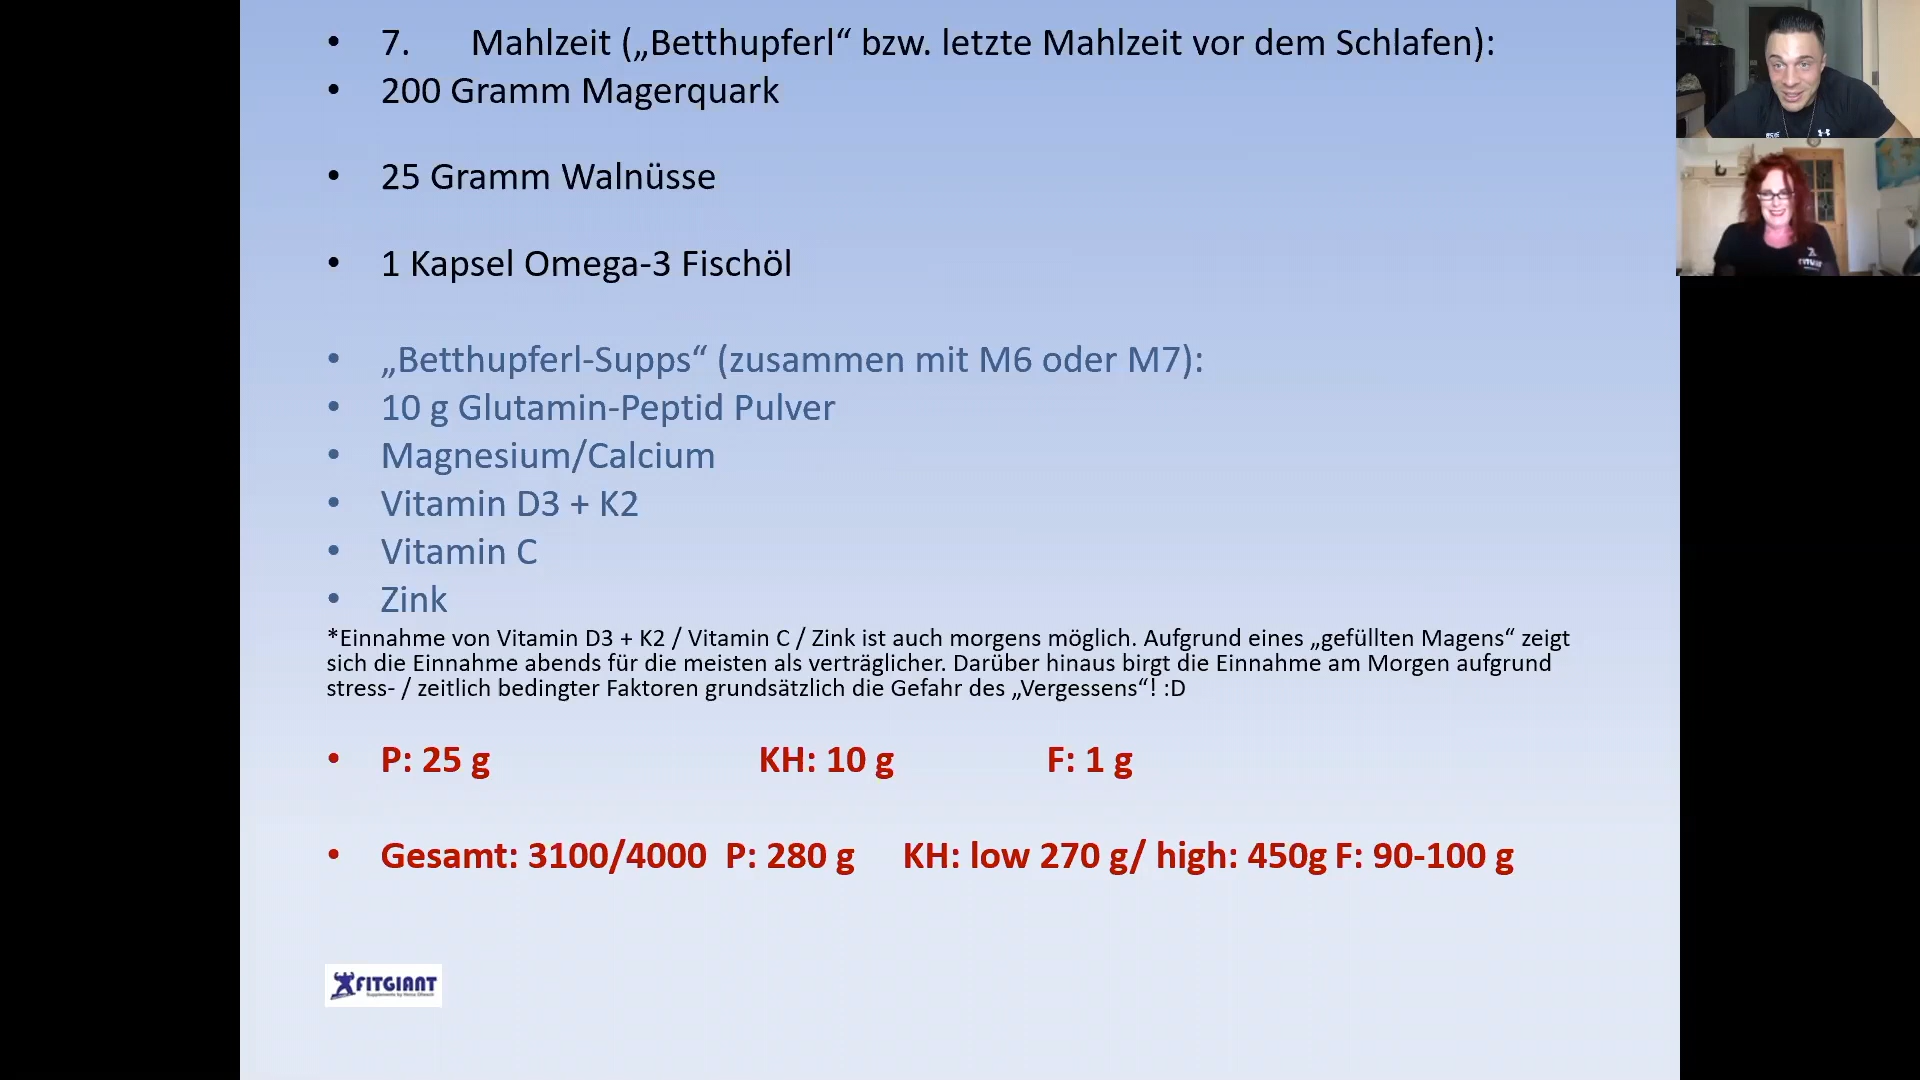 • 7. Mahlzeit („Betthupferl“ bzw. letzte Mahlzeit vor dem Schlafen):
• 200 Gramm Magerquark
• 25 Gramm Walnüsse
• 1 Kapsel Omega-3 Fischöl
• „Betthupferl-Supps“ (zusammen mit M6 oder M7):
• 10 g Glutamin-Peptid Pulver
• Magnesium/Calcium
• Vitamin D3 + K2
• Vitamin C
• Zink
*Einnahme von Vitamin D3 + K2 / Vitamin C / Zink ist auch morgens möglich. Aufgrund eines „gefüllten Magens“ zeigt
sich die Einnahme abends für die meisten als verträglicher. Darüber hinaus birgt die Einnahme am Morgen aufgrund
stress- / zeitlich bedingter Faktoren grundsätzlich die Gefahr des „Vergessens“! :D
• P: 25 g KH: 10 g F: 1 g
• Gesamt: 3100/4000 P: 280 g KH: low 270 g/ high: 450g F: 90-100 g
FITGIANT